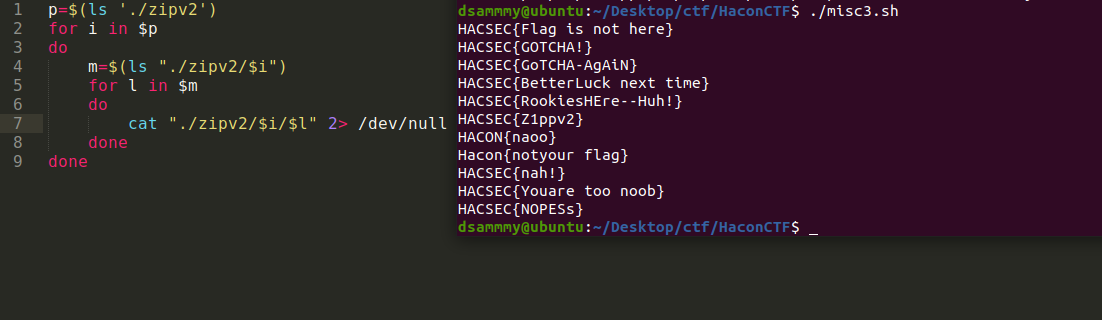 1 p=$(ls './zipv2')
2 for i in $p
3 do
4 m=$(ls "./zipv2/$i")
5 for l in $m
6 do
7 cat "./zipv2/$i/$l" 2> /dev/null
8 done
9 done
dsammmy@ubuntu:~/Desktop/ctf/HaconCTF$ ./misc3.sh
HACSEC{Flag is not here}
HACSEC{GOTCHA!}
HACSEC{GoTCHA-AgAiN}
HACSEC{BetterLuck next time}
HACSEC{RookiesHEre--Huh!}
HACSEC{Z1ppv2}
HACON{naoo}
Hacon{notyour flag}
HACSEC{nah!}
HACSEC{Youare too noob}
HACSEC{NOPESs}
dsammmy@ubuntu:~/Desktop/ctf/HaconCTF$ _